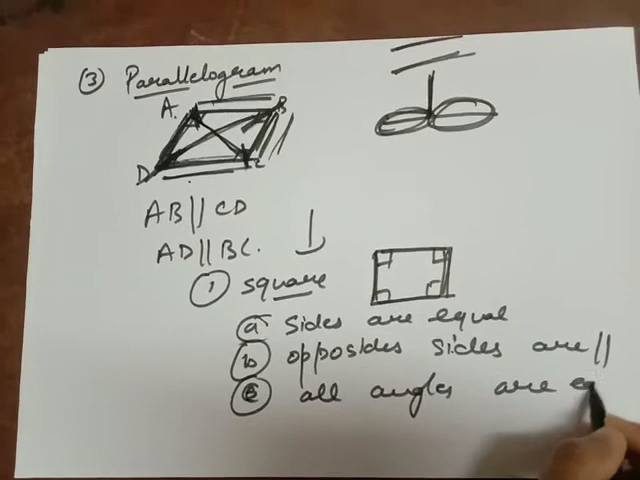 ③ Parallelogram
A B
D C
AB || CD
AD || BC.
① square
ⓐ sides are equal
ⓑ opposides sides are ||
ⓒ all angles are e